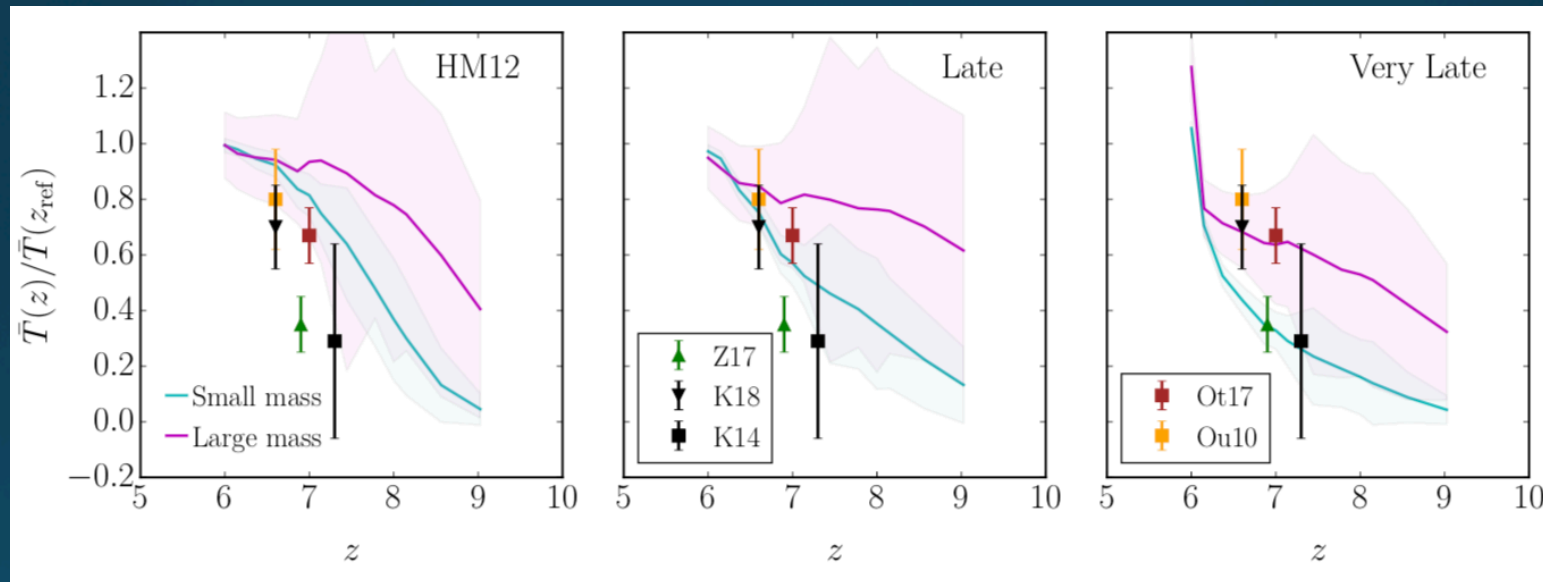 HM12
Late
Very Late
1.2
1.0
0.8
0.6
0.4
0.2
0.0
−0.2
T̄(z)/T̄(z_ref)
Small mass
Large mass
Z17
K18
K14
Ot17
Ou10
5 6 7 8 9 10
5 6 7 8 9 10
5 6 7 8 9 10
z
z
z